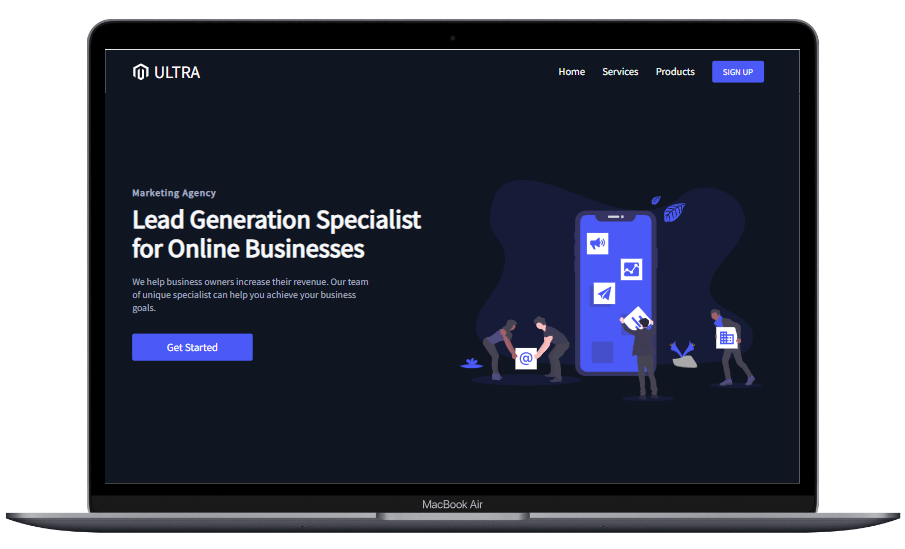 ULTRA
Home Services Products SIGN UP
Marketing Agency
Lead Generation Specialist
for Online Businesses
We help business owners increase their revenue. Our team
of unique specialist can help you achieve your business
goals.
Get Started
@
MacBook Air